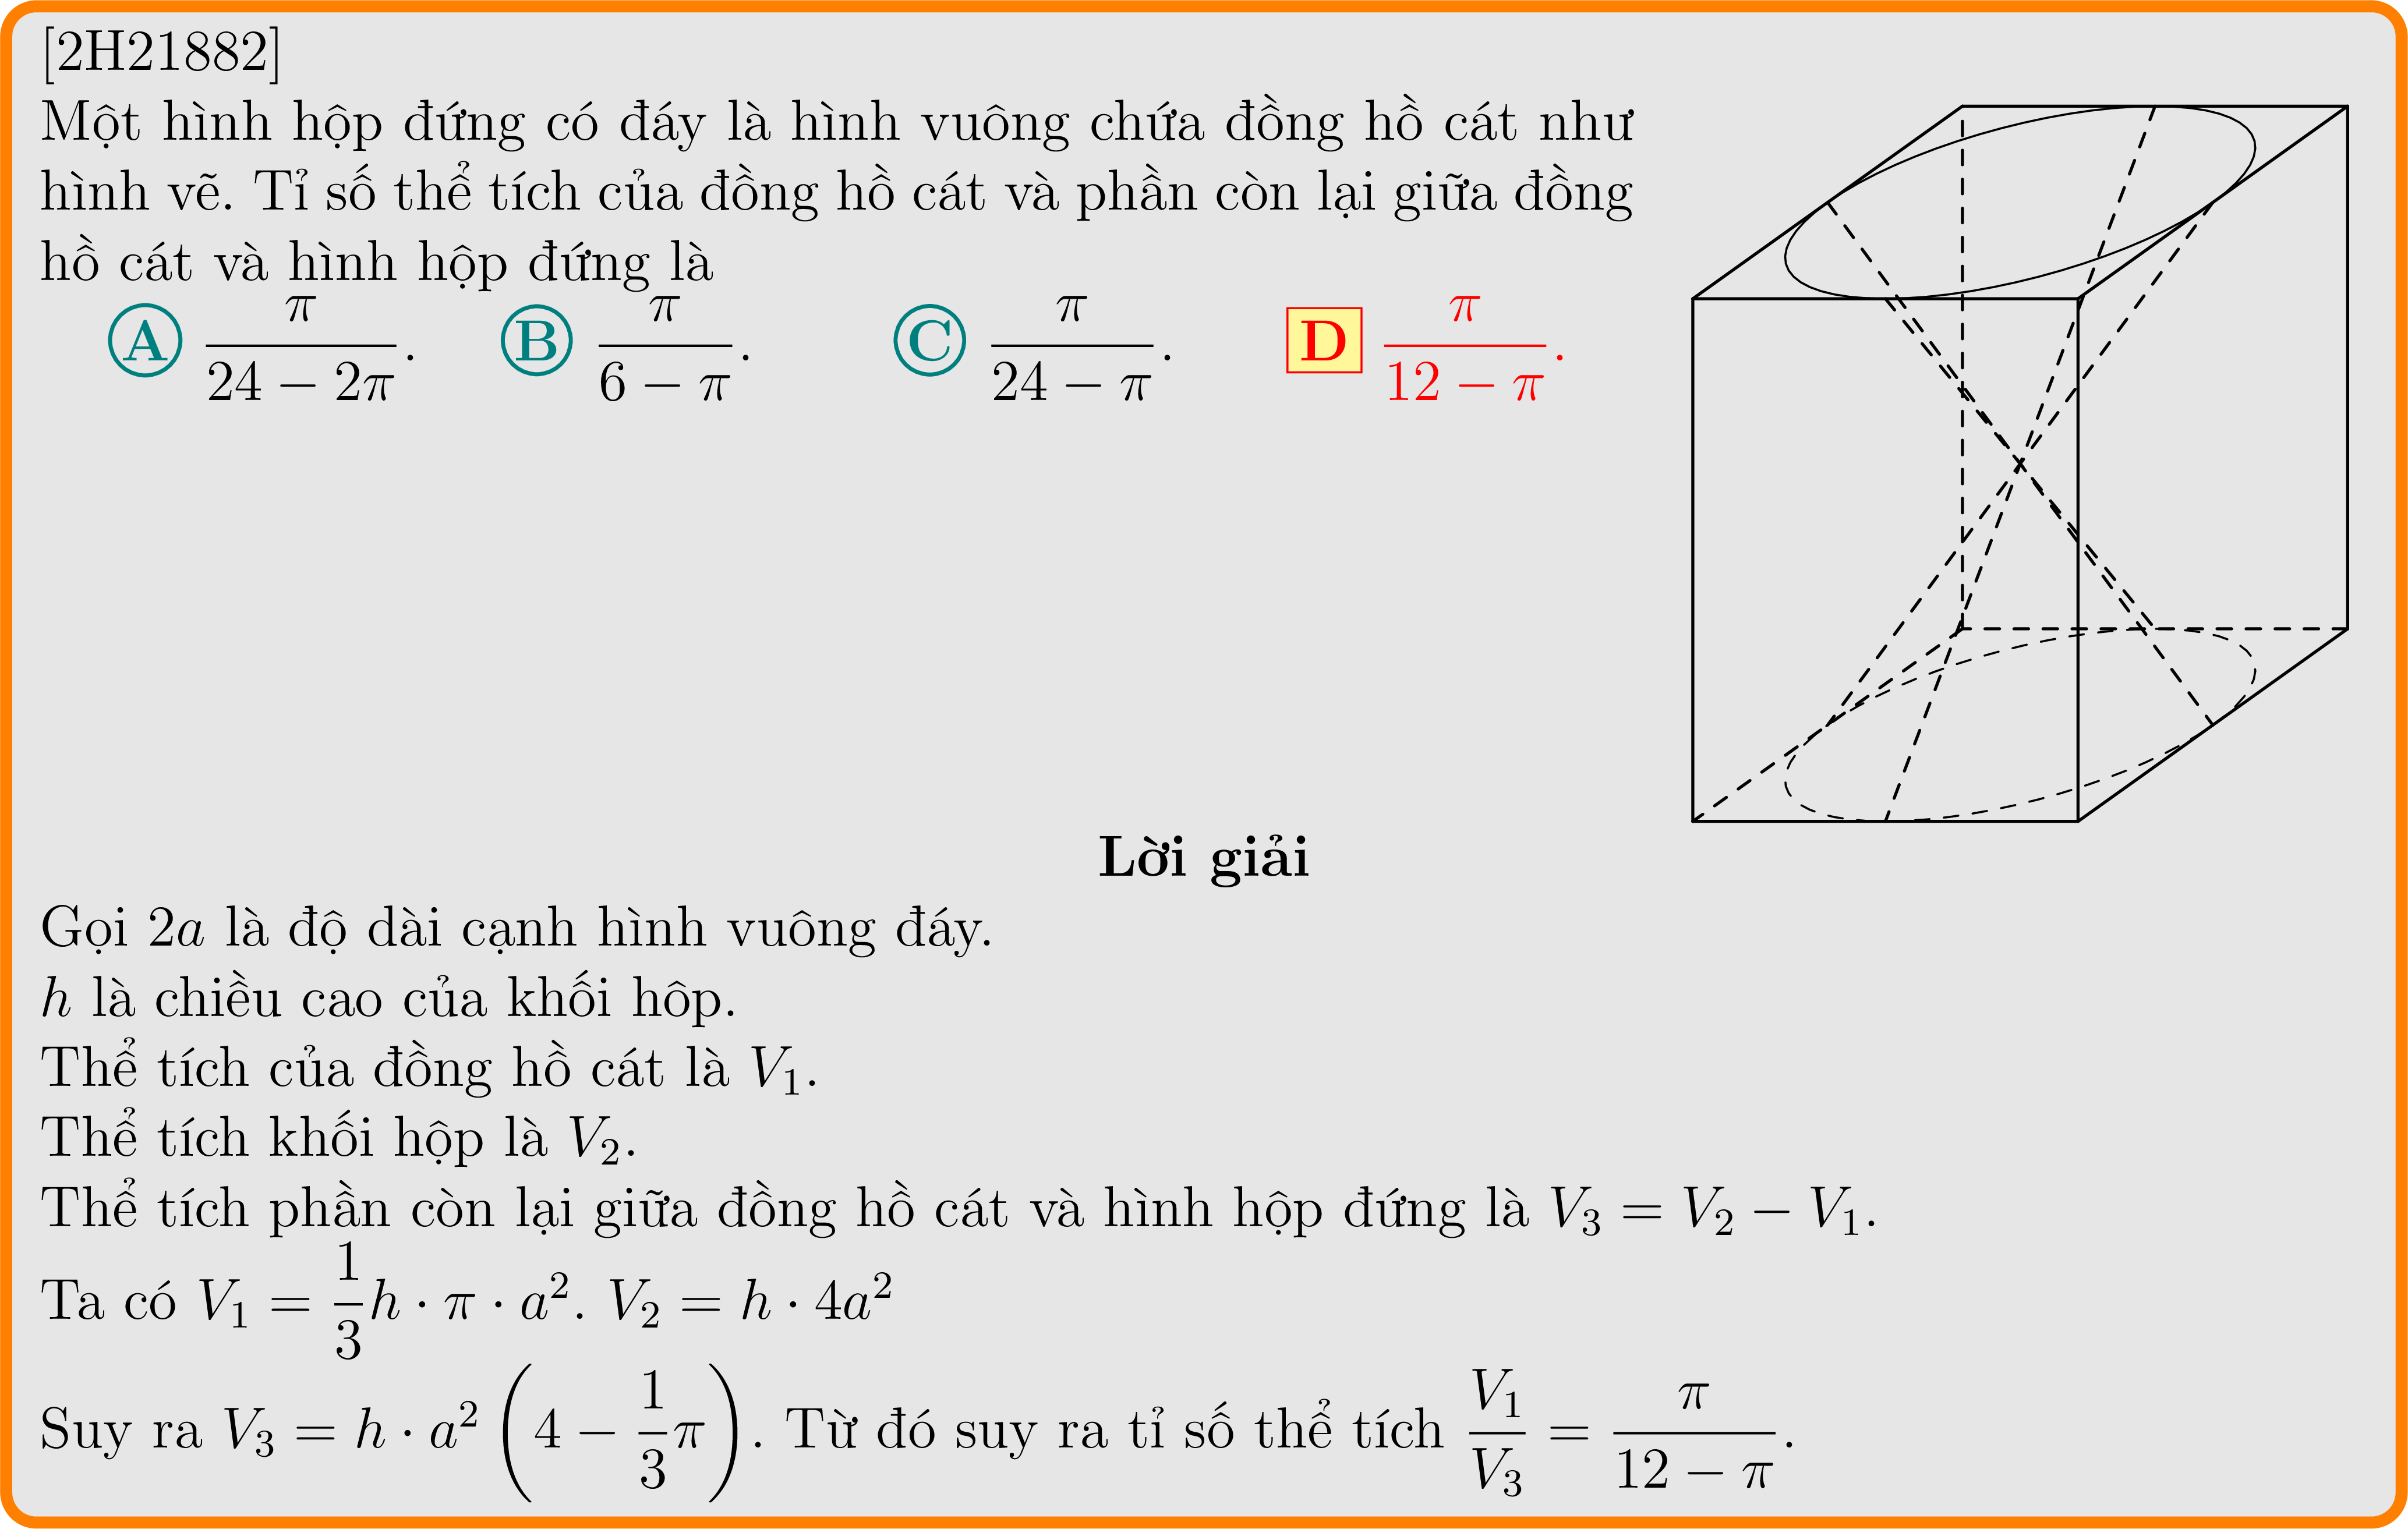 [2H21882]
Một hình hộp đứng có đáy là hình vuông chứa đồng hồ cát như
hình vẽ. Tỉ số thể tích của đồng hồ cát và phần còn lại giữa đồng
hồ cát và hình hộp đứng là
A $\frac{\pi}{24-2\pi}$. B $\frac{\pi}{6-\pi}$. C $\frac{\pi}{24-\pi}$. D $\frac{\pi}{12-\pi}$.
Lời giải
Gọi 2a là độ dài cạnh hình vuông đáy.
h là chiều cao của khối hôp.
Thể tích của đồng hồ cát là $V_1$.
Thể tích khối hộp là $V_2$.
Thể tích phần còn lại giữa đồng hồ cát và hình hộp đứng là $V_3 = V_2 - V_1$.
Ta có $V_1 = \frac{1}{3}h \cdot \pi \cdot a^2$. $V_2 = h \cdot 4a^2$
Suy ra $V_3 = h \cdot a^2 \left(4 - \frac{1}{3}\pi\right)$. Từ đó suy ra tỉ số thể tích $\frac{V_1}{V_3} = \frac{\pi}{12-\pi}$.